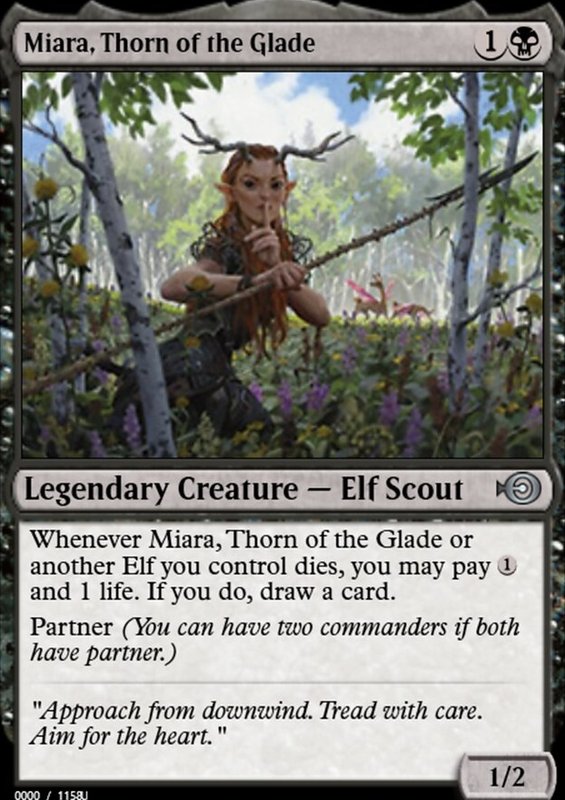 Miara, Thorn of the Glade 1
Legendary Creature — Elf Scout
Whenever Miara, Thorn of the Glade or
another Elf you control dies, you may pay 1
and 1 life. If you do, draw a card.
Partner (You can have two commanders if both
have partner.)
"Approach from downwind. Tread with care.
Aim for the heart."
1/2
0000 / 1158U